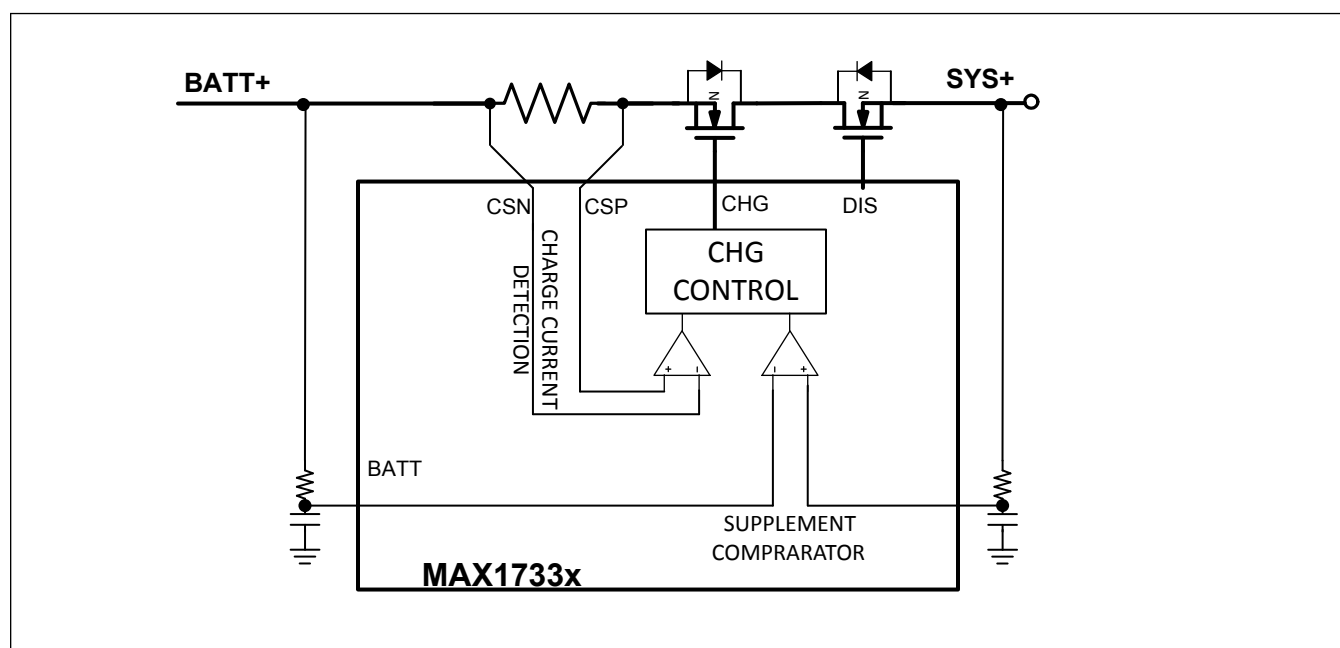 BATT+
SYS+
N
N
CSN
CSP
CHG
DIS
CHARGE CURRENT
DETECTION
CHG
CONTROL
+
−
−
+
BATT
SUPPLEMENT
COMPRARATOR
MAX1733x